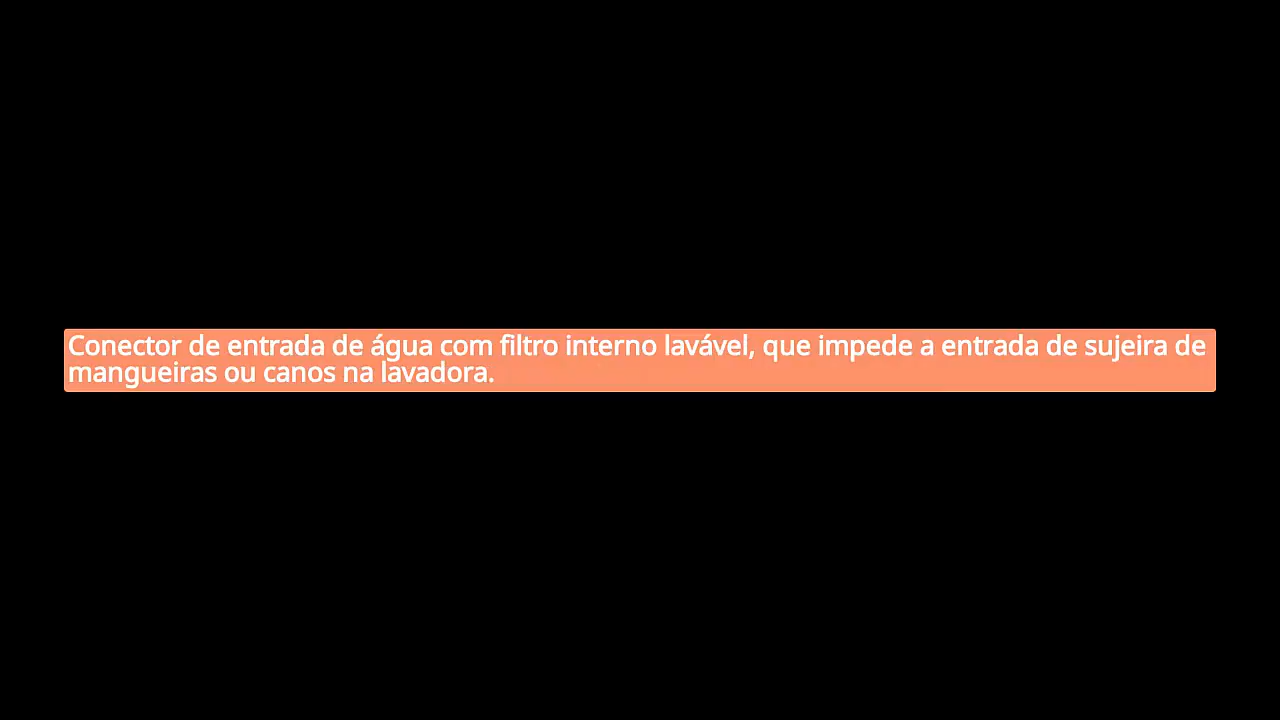 Conector de entrada de água com filtro interno lavável, que impede a entrada de sujeira de
mangueiras ou canos na lavadora.